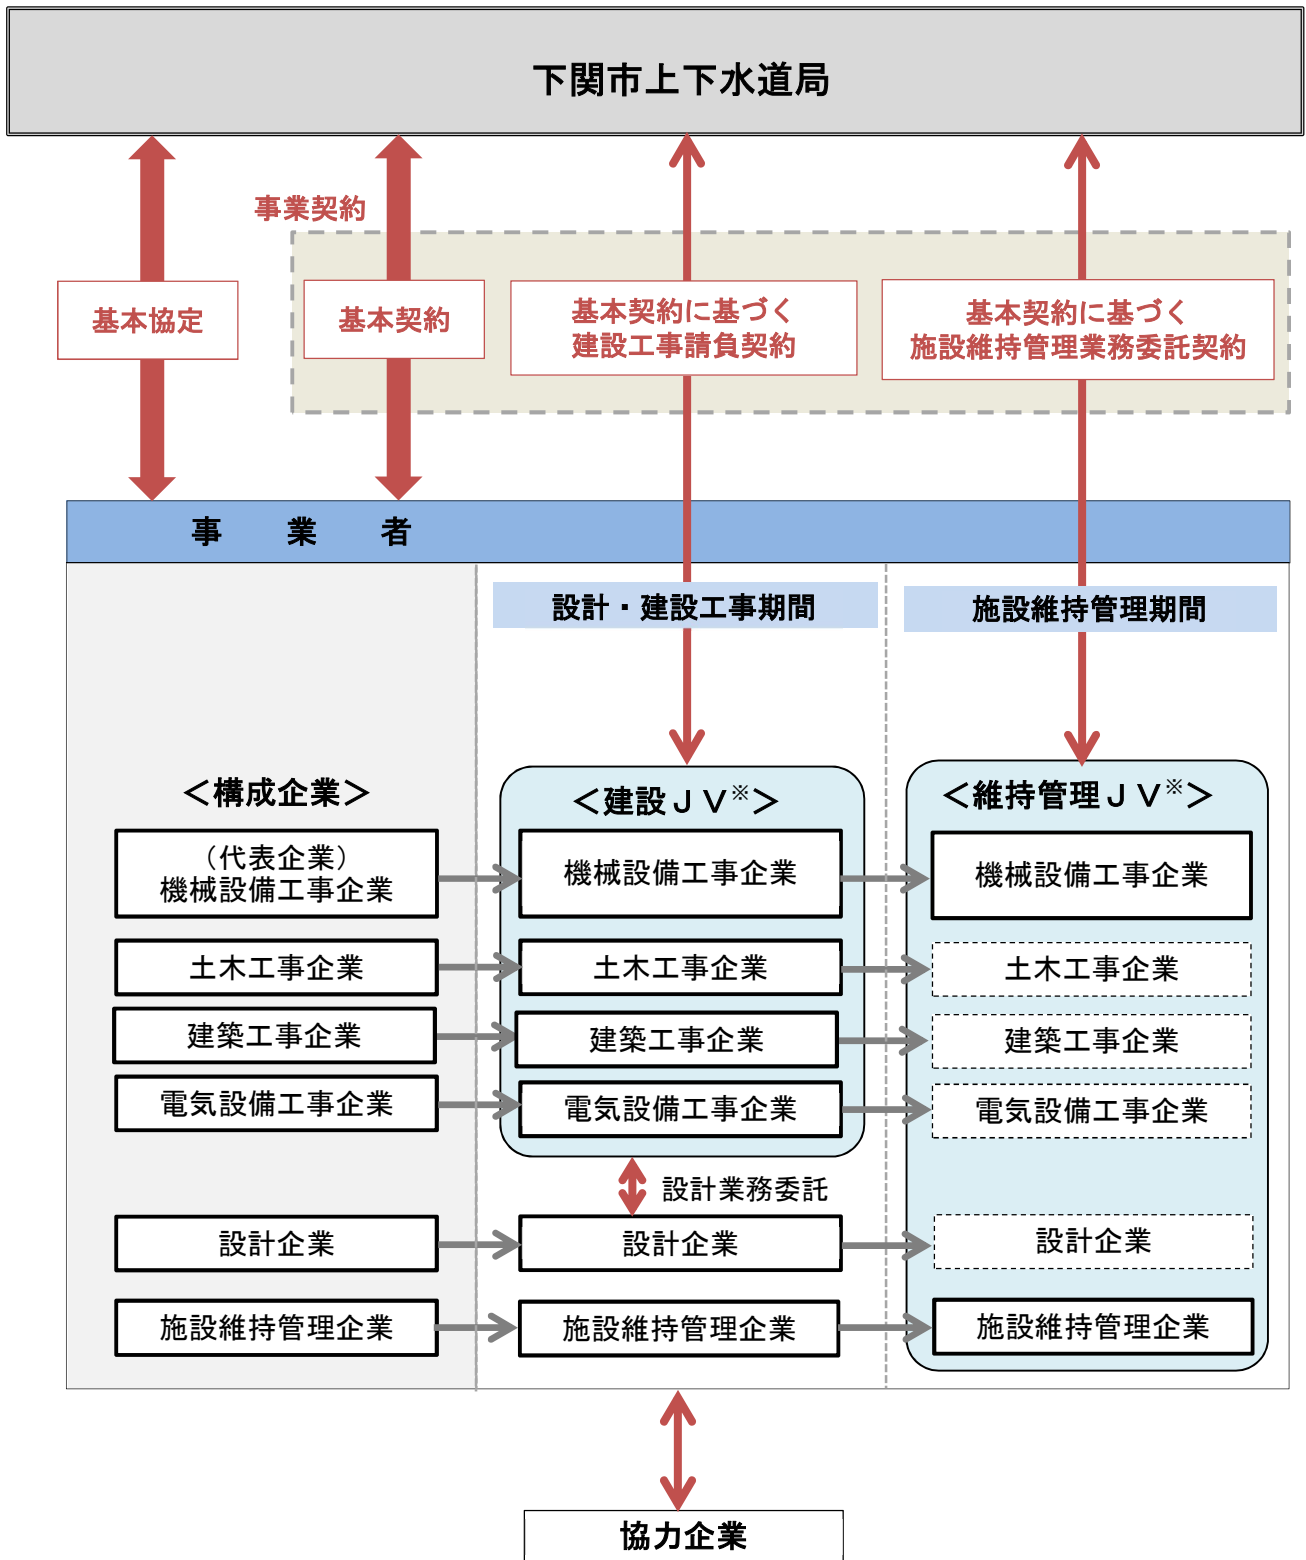 下関市上下水道局
事業契約
基本協定
基本契約
基本契約に基づく
建設工事請負契約
基本契約に基づく
施設維持管理業務委託契約
事　業　者
設計・建設工事期間
施設維持管理期間
＜構成企業＞
＜建設ＪＶ※＞
＜維持管理ＪＶ※＞
（代表企業）
機械設備工事企業
機械設備工事企業
機械設備工事企業
土木工事企業
土木工事企業
土木工事企業
建築工事企業
建築工事企業
建築工事企業
電気設備工事企業
電気設備工事企業
電気設備工事企業
設計業務委託
設計企業
設計企業
設計企業
施設維持管理企業
施設維持管理企業
施設維持管理企業
協力企業